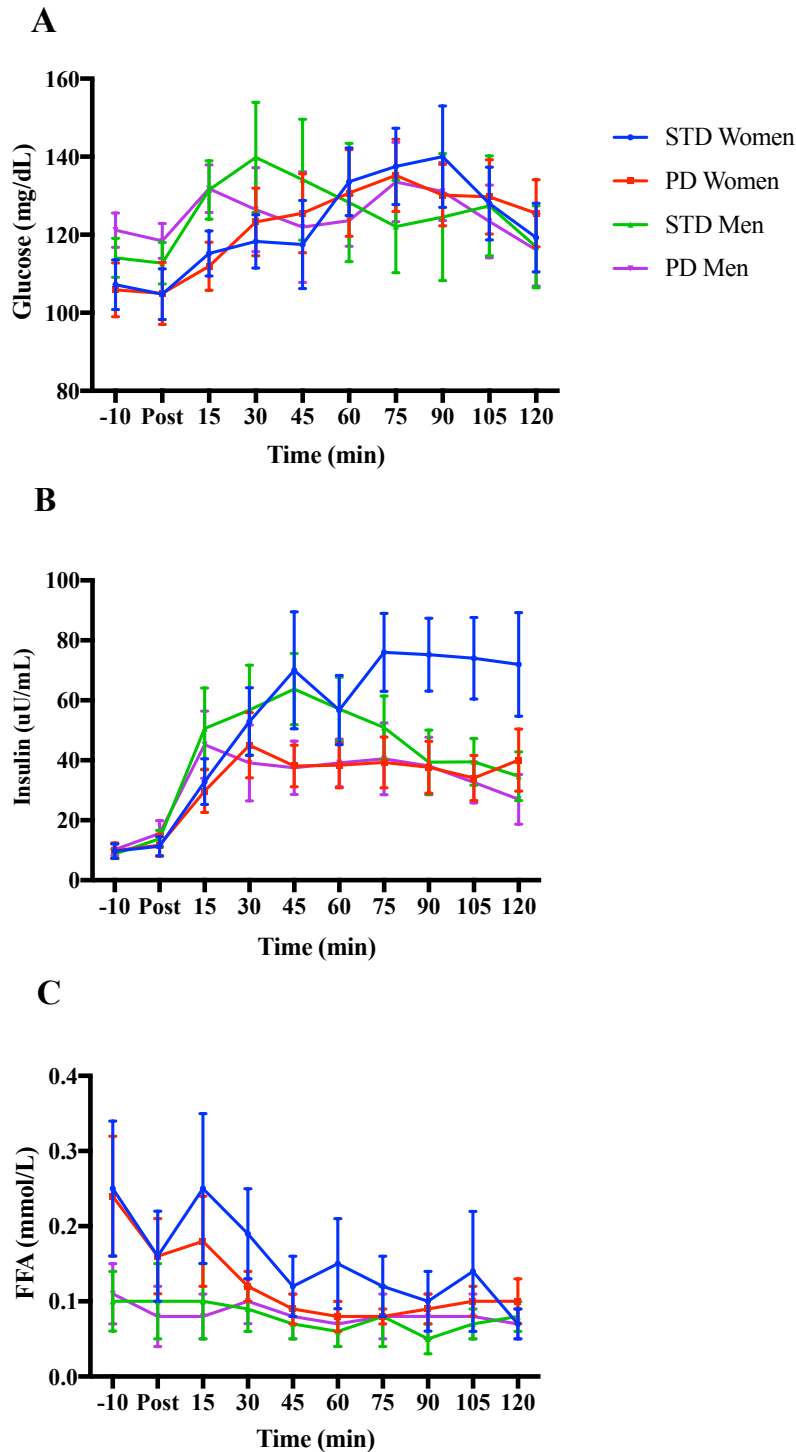 A
160
140
120
100
80
Glucose (mg/dL)
-10 Post 15 30 45 60 75 90 105 120
Time (min)
STD Women
PD Women
STD Men
PD Men
B
100
80
60
40
20
0
Insulin (uU/mL)
-10 Post 15 30 45 60 75 90 105 120
Time (min)
C
0.4
0.3
0.2
0.1
0.0
FFA (mmol/L)
-10 Post 15 30 45 60 75 90 105 120
Time (min)